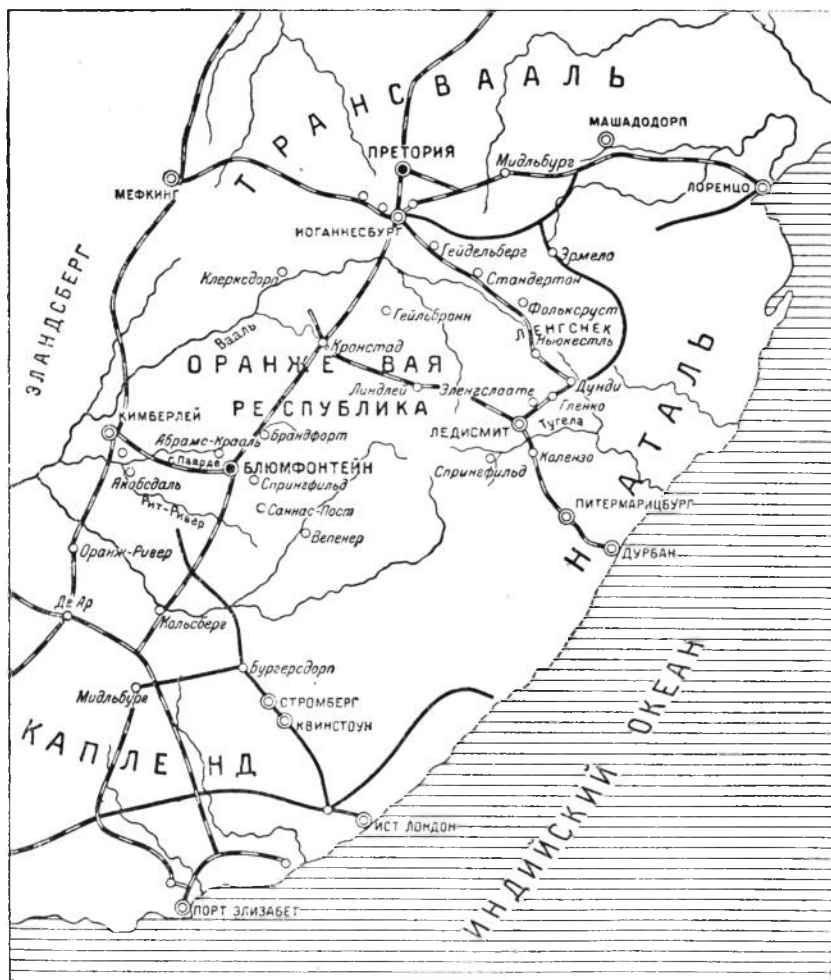 ТРАНСВААЛЬ
МАШАДОДОРП
ПРЕТОРИЯ
Мидльбург
МЕФКИНГ
ЛОРЕНЦО
ИОГАННЕСБУРГ
Гейдельберг
Эрмело
Клерксдорп
Стандертон
ЭЛАНДСБЕРГ
Гейльбронн
Фольксруст
ЛЕНГСНЕК
Вааль
Ньюкестль
Кронстад
ОРАНЖЕВАЯ
Линдлей
Эленгслаате
Дунди
РЕСПУБЛИКА
Гленко
КИМБЕРЛЕЙ
Тугела
ЛЕДИСМИТ
Брандфорт
Абрамс-Крааль
г. Паарде
БЛЮМФОНТЕЙН
Спрингфильд
Колензо
НАТАЛЬ
Якобсдаль
Спрингфильд
Рит-Ривер
Саннас-Пост
ПИТЕРМАРИЦБУРГ
Вепенер
Оранж-Ривер
ДУРБАН
Де Ар
Кольсберг
Бургерсдорп
Мидльбург
СТРОМБЕРГ
КВИНСТОУН
КАПЛЕНД
ИНДИЙСКИЙ ОКЕАН
ИСТ ЛОНДОН
ПОРТ ЭЛИЗАБЕТ